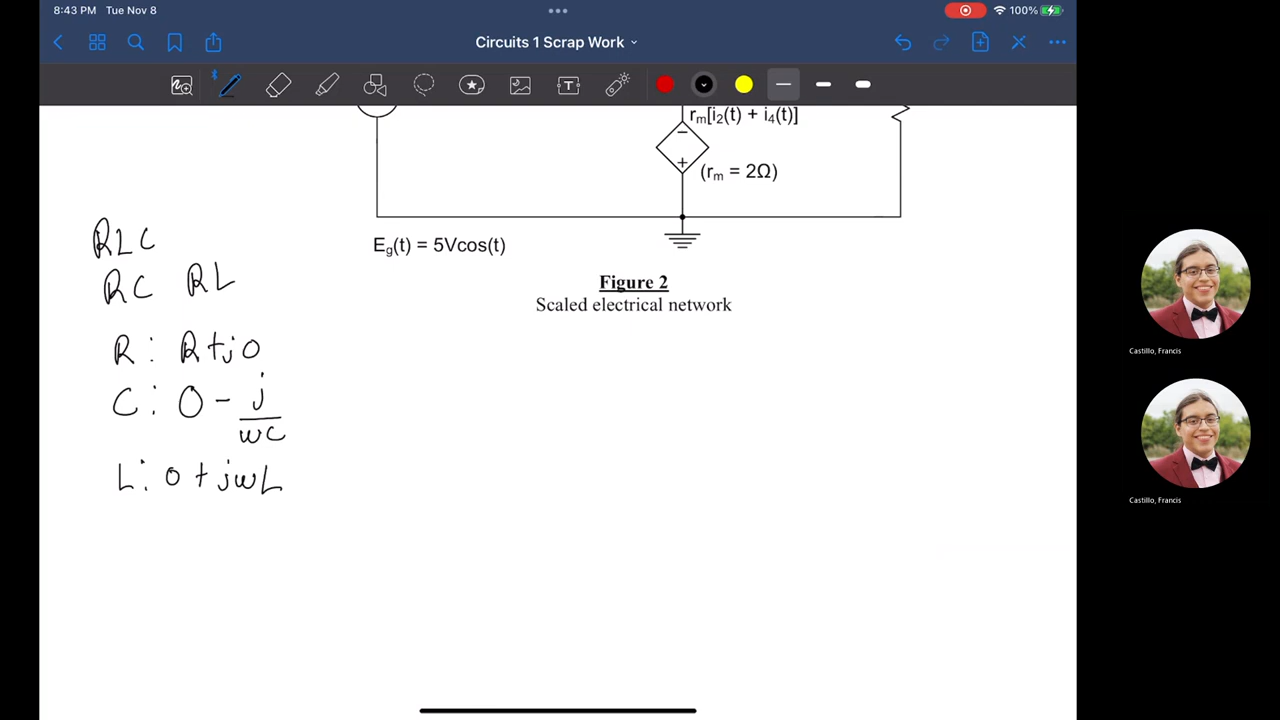 8:43 PM Tue Nov 8
100%
Circuits 1 Scrap Work
rm[i2(t) + i4(t)]
(rm = 2Ω)
Eg(t) = 5Vcos(t)
Figure 2
Scaled electrical network
RLC
RC RL
R: R+j0
C: 0 - j/wC
L: 0 + jwL
Castillo, Francis
Castillo, Francis